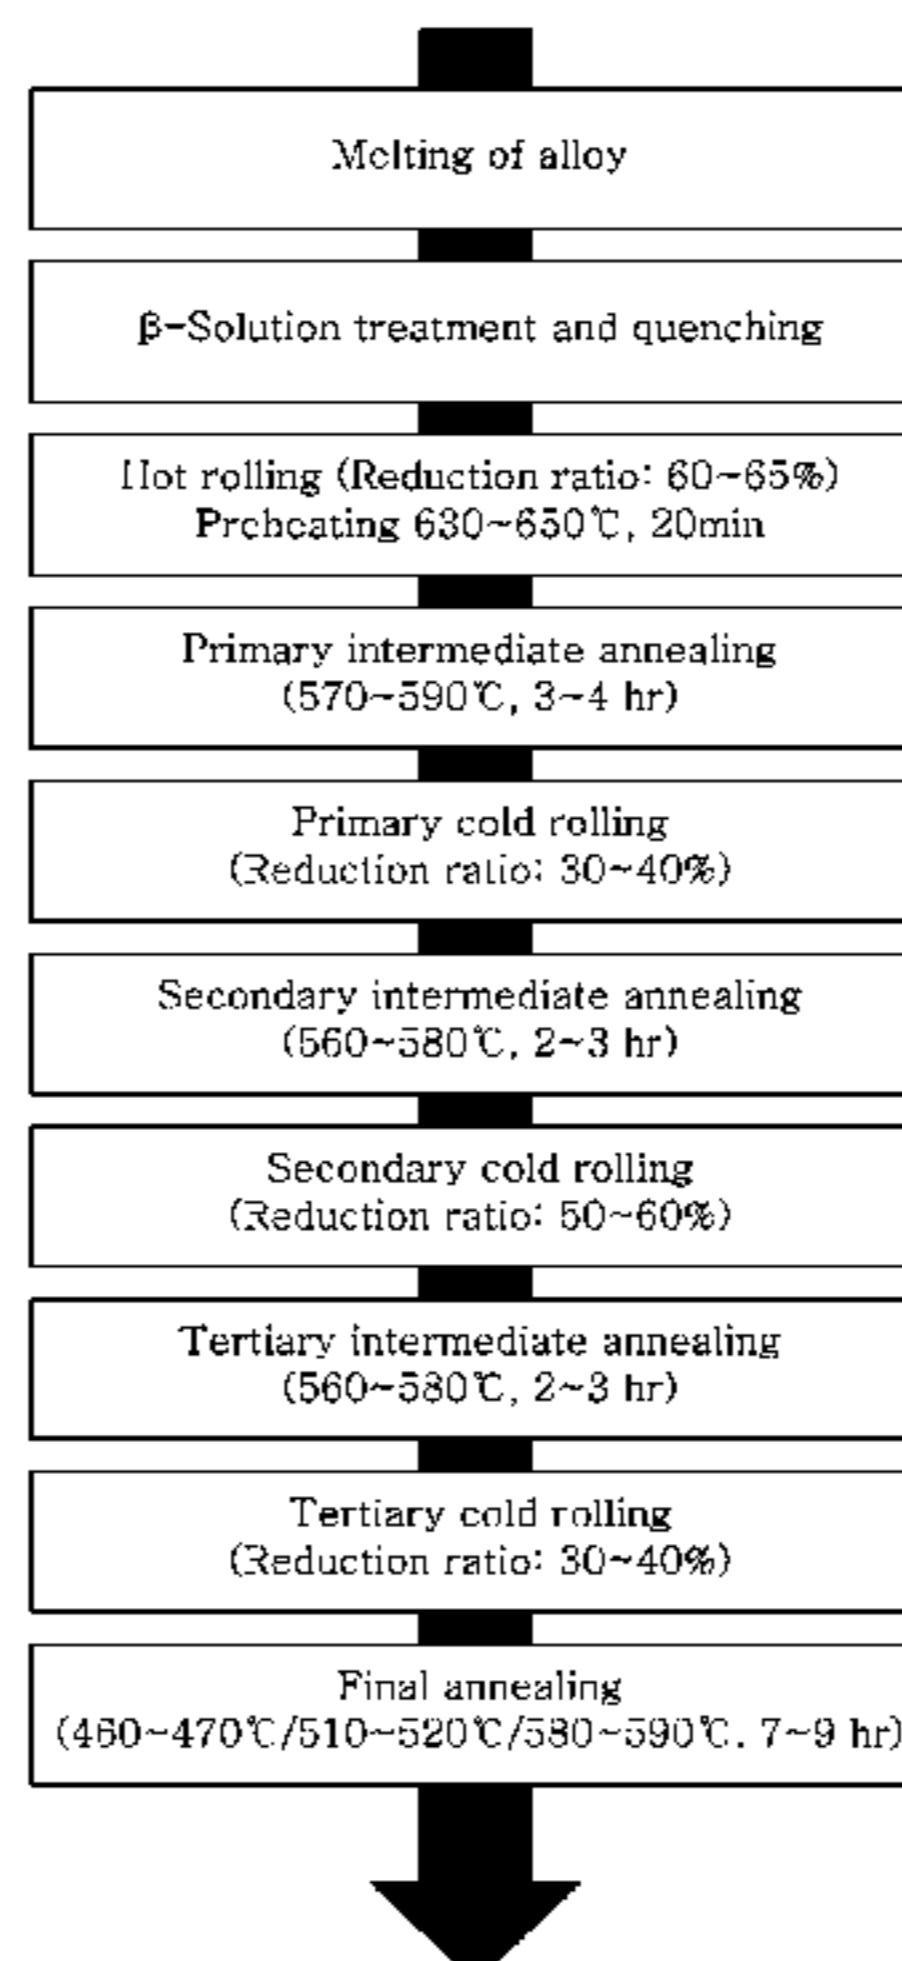 Melting of alloy
β-Solution treatment and quenching
Hot rolling (Reduction ratio: 60~65%)
Preheating 630~650℃, 20min
Primary intermediate annealing
(570~590℃, 3~4 hr)
Primary cold rolling
(Reduction ratio: 30~40%)
Secondary intermediate annealing
(560~580℃, 2~3 hr)
Secondary cold rolling
(Reduction ratio: 50~60%)
Tertiary intermediate annealing
(560~580℃, 2~3 hr)
Tertiary cold rolling
(Reduction ratio: 30~40%)
Final annealing
(460~470℃/510~520℃/580~590℃. 7~9 hr)